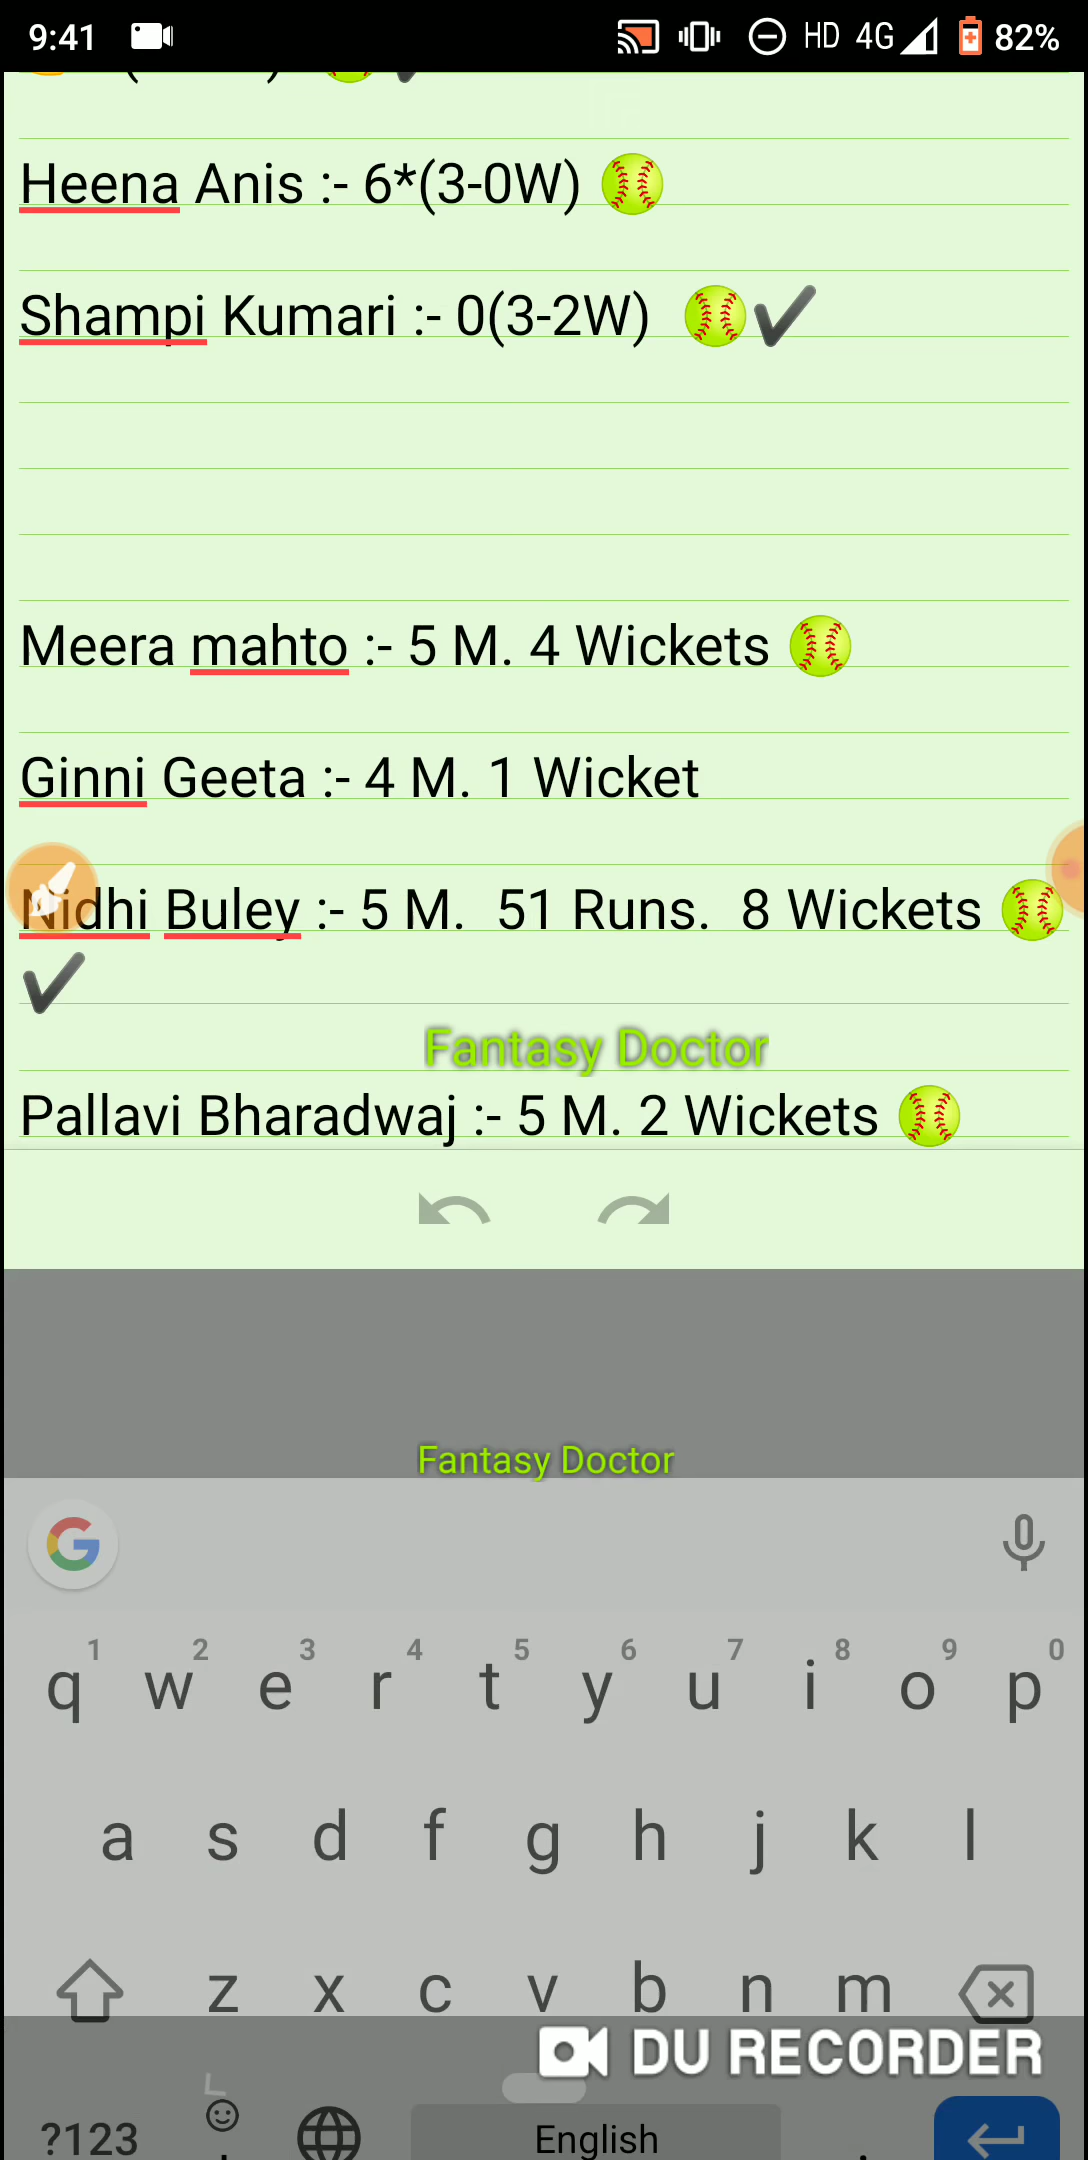 9:41 HD 4G 82%
Heena Anis :- 6*(3-0W) 🥎
Shampi Kumari :- 0(3-2W) 🥎✔
Meera mahto :- 5 M. 4 Wickets 🥎
Ginni Geeta :- 4 M. 1 Wicket
Nidhi Buley :- 5 M. 51 Runs. 8 Wickets 🥎
✔
Fantasy Doctor
Pallavi Bharadwaj :- 5 M. 2 Wickets 🥎
Fantasy Doctor
G
1 2 3 4 5 6 7 8 9 0
q w e r t y u i o p
a s d f g h j k l
z x c v b n m
DU RECORDER
?123 English